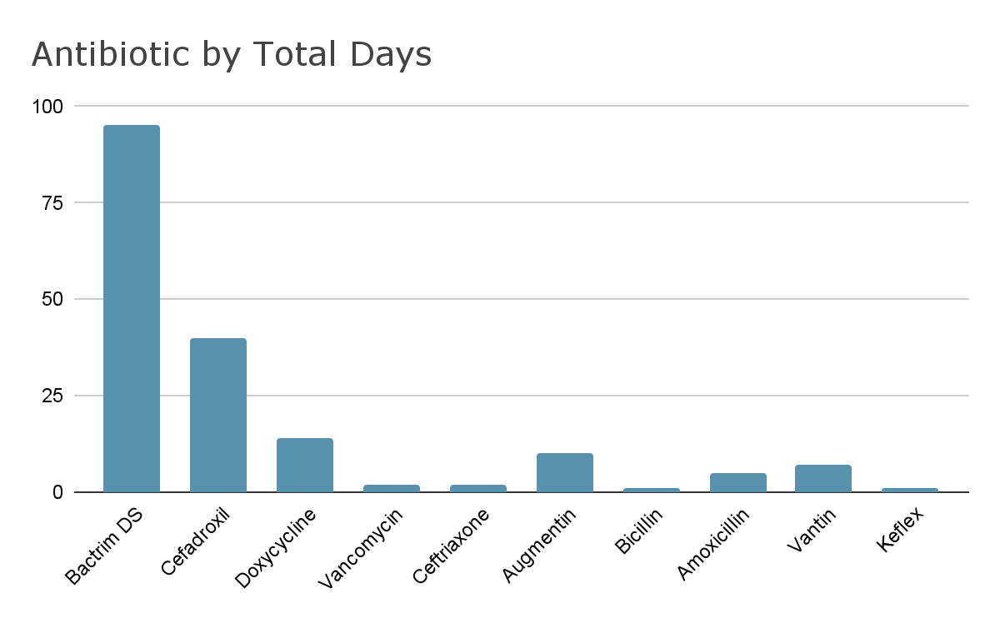 Antibiotic by Total Days
100
75
50
25
0
Bactrim DS
Cefadroxil
Doxycycline
Vancomycin
Ceftriaxone
Augmentin
Bicillin
Amoxicillin
Vantin
Keflex